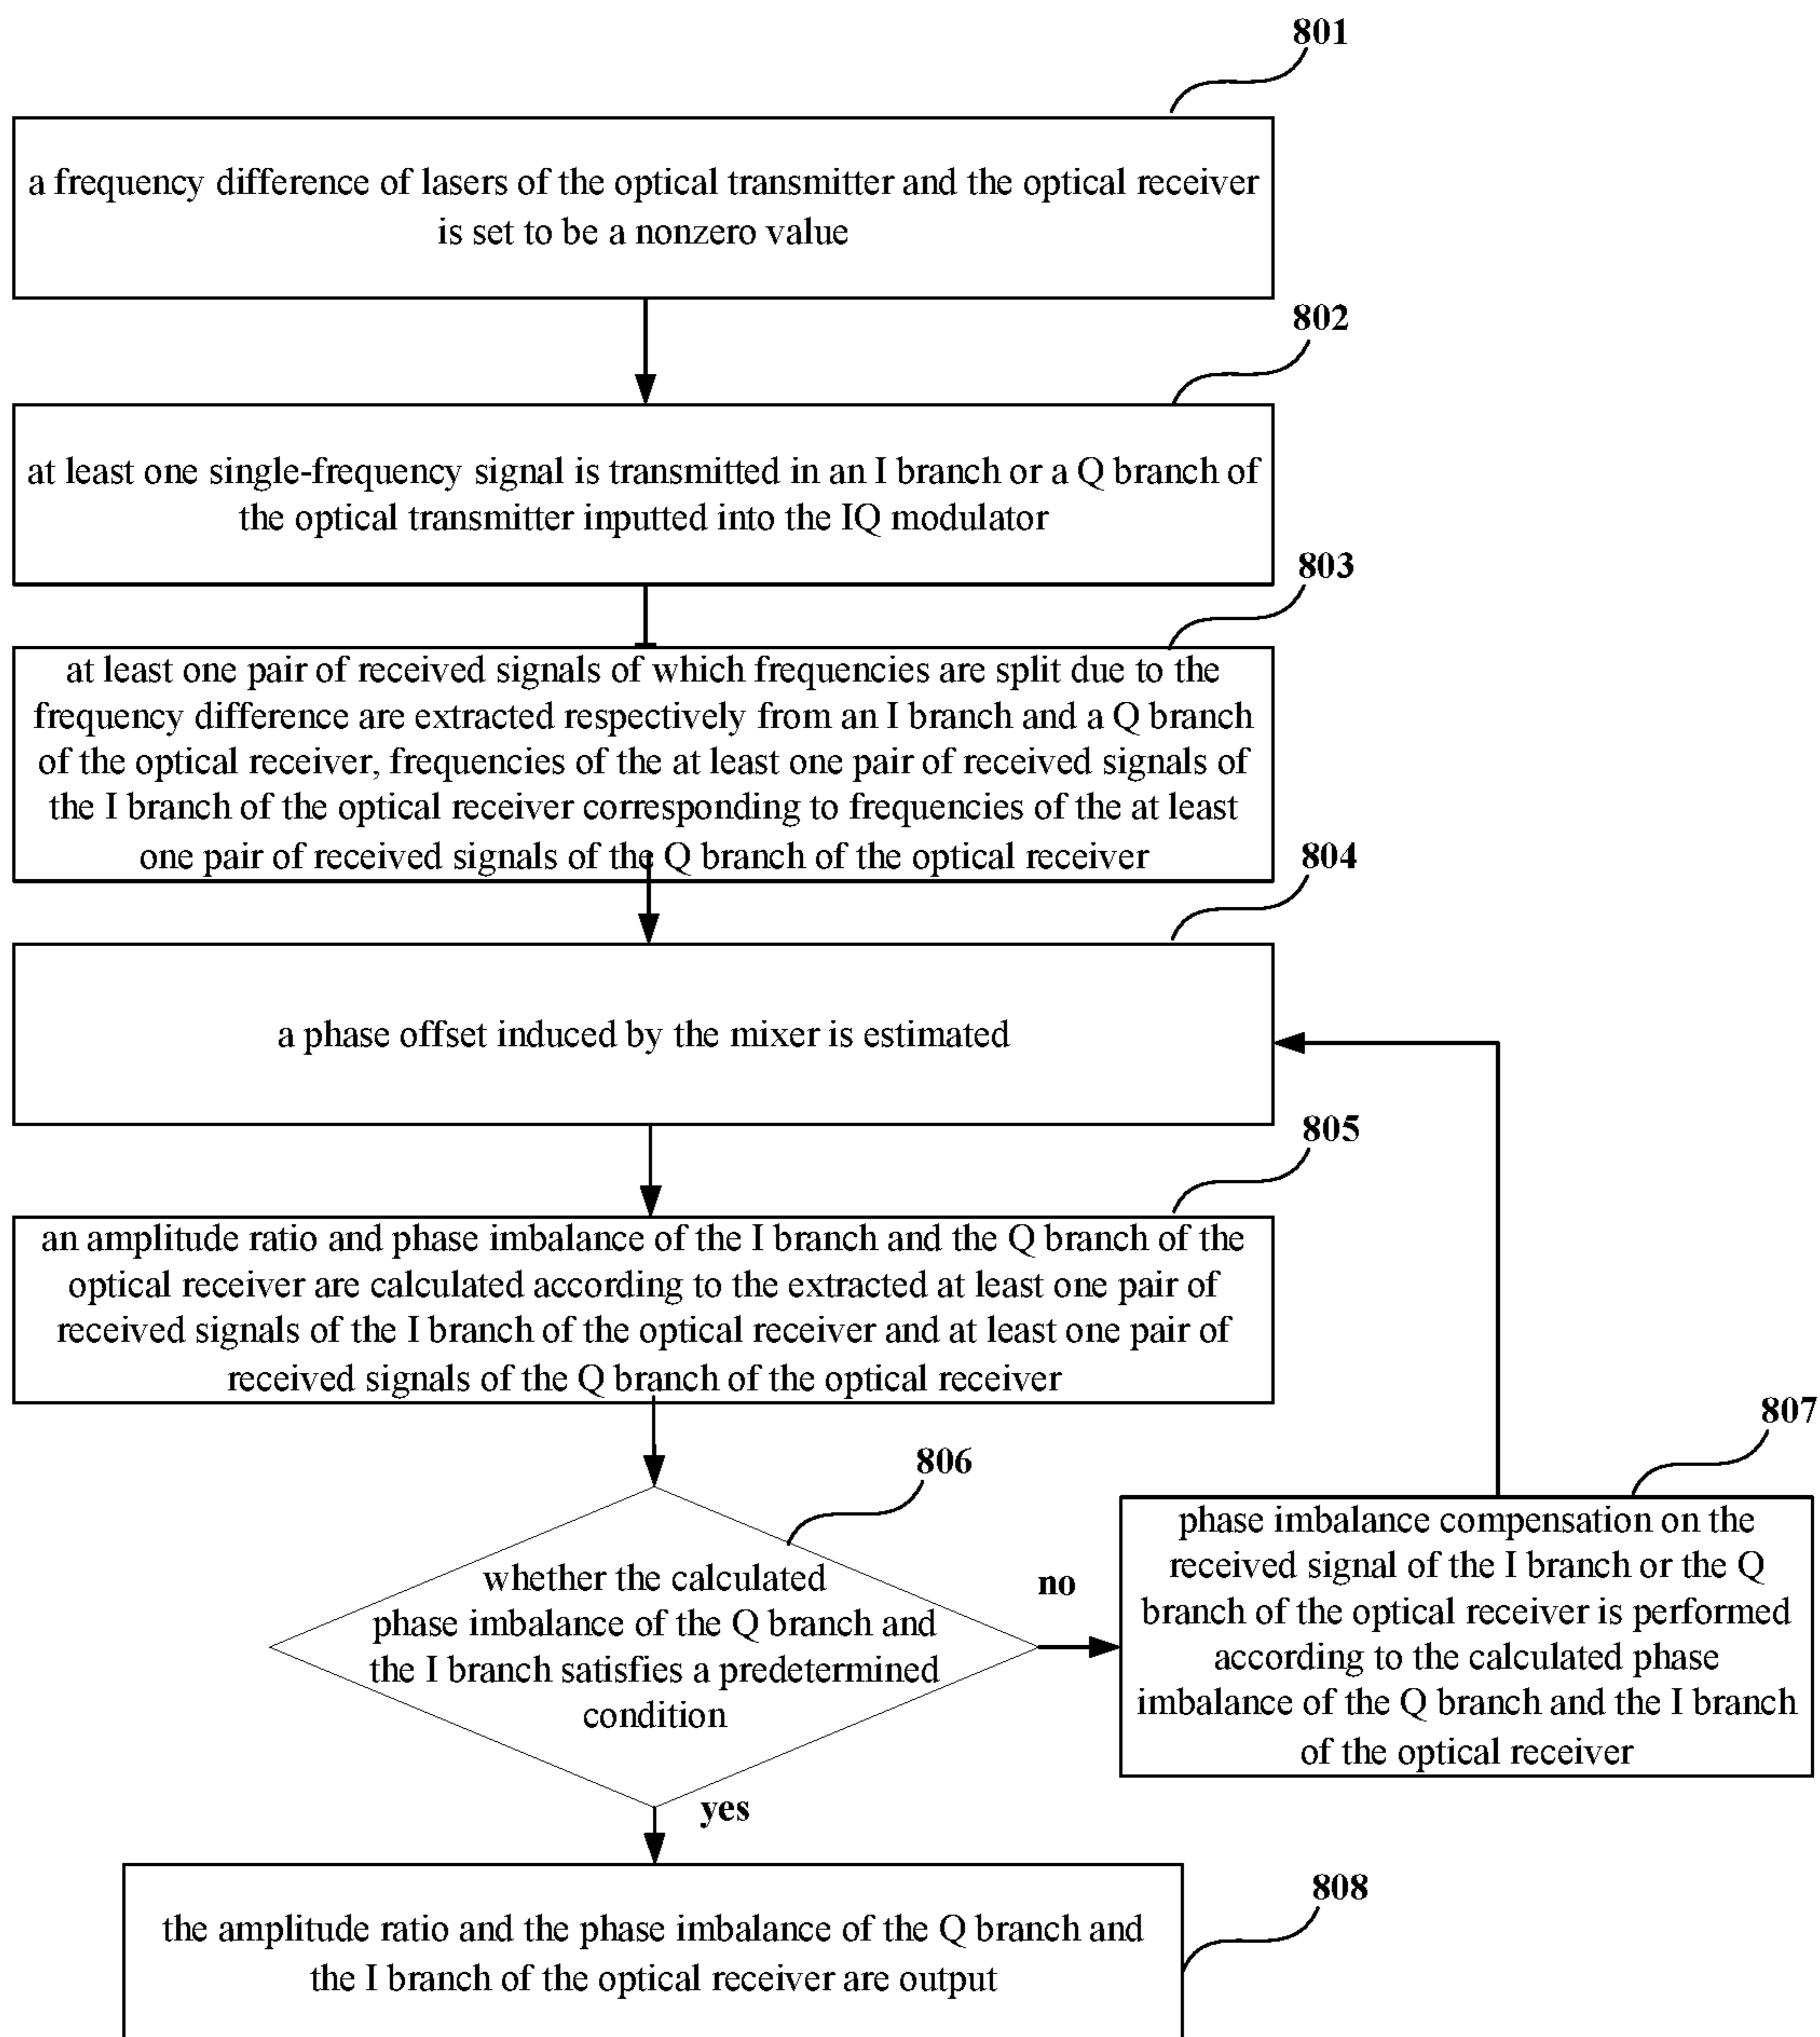 801
a frequency difference of lasers of the optical transmitter and the optical receiver
is set to be a nonzero value
802
at least one single-frequency signal is transmitted in an I branch or a Q branch of
the optical transmitter inputted into the IQ modulator
803
at least one pair of received signals of which frequencies are split due to the
frequency difference are extracted respectively from an I branch and a Q branch
of the optical receiver, frequencies of the at least one pair of received signals of
the I branch of the optical receiver corresponding to frequencies of the at least
one pair of received signals of the Q branch of the optical receiver
804
a phase offset induced by the mixer is estimated
805
an amplitude ratio and phase imbalance of the I branch and the Q branch of the
optical receiver are calculated according to the extracted at least one pair of
received signals of the I branch of the optical receiver and at least one pair of
received signals of the Q branch of the optical receiver
806
whether the calculated
phase imbalance of the Q branch and
the I branch satisfies a predetermined
condition
no
807
phase imbalance compensation on the
received signal of the I branch or the Q
branch of the optical receiver is performed
according to the calculated phase
imbalance of the Q branch and the I branch
of the optical receiver
yes
808
the amplitude ratio and the phase imbalance of the Q branch and
the I branch of the optical receiver are output